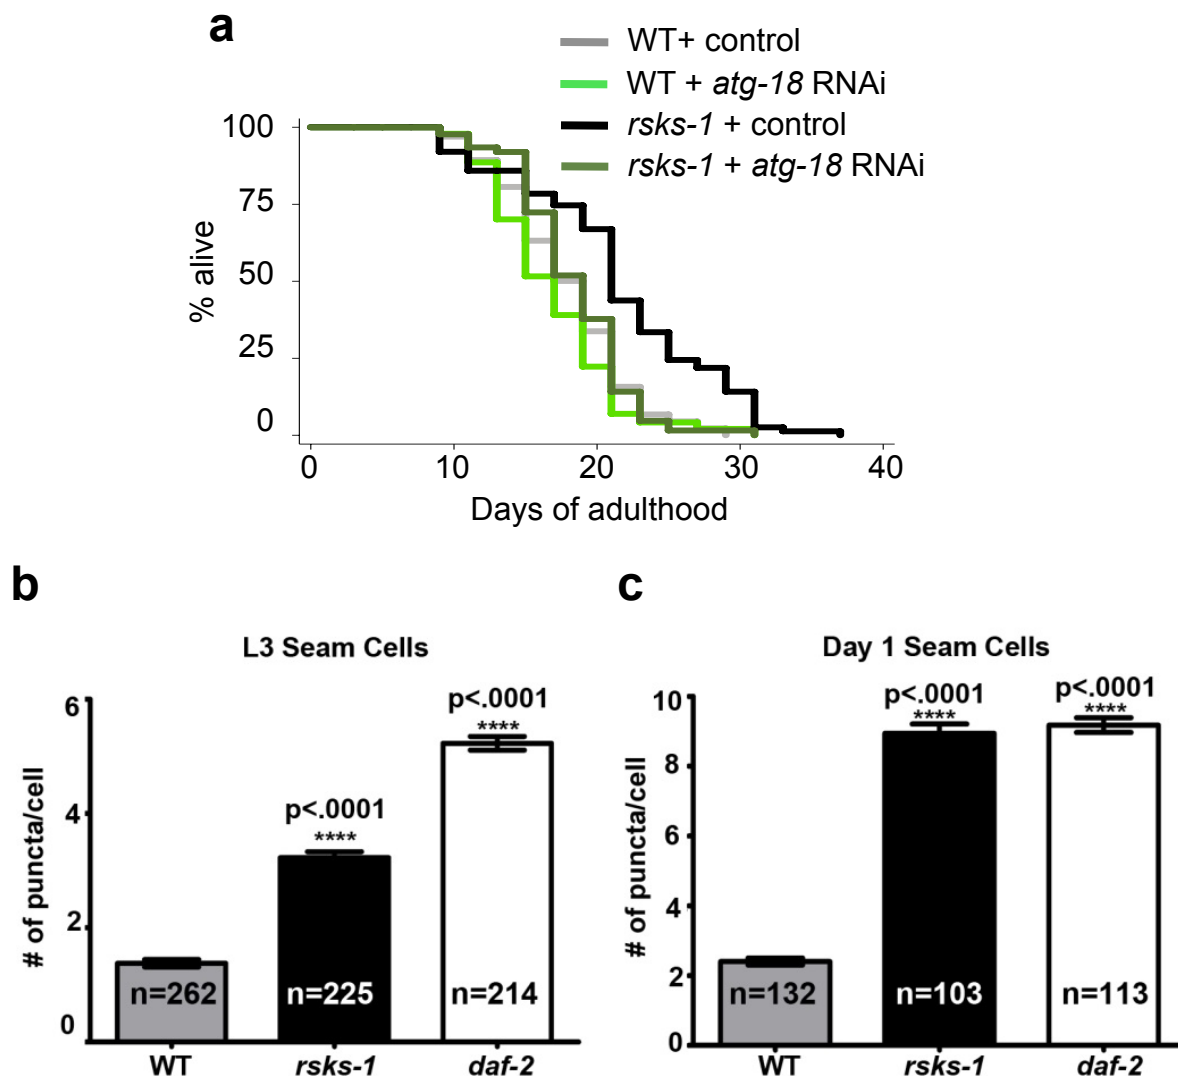 a
WT+ control
WT + atg-18 RNAi
rsks-1 + control
rsks-1 + atg-18 RNAi
% alive
100
75
50
25
0
0 10 20 30 40
Days of adulthood
b
L3 Seam Cells
# of puncta/cell
6
4
2
0
p<.0001
****
p<.0001
****
n=262 n=225 n=214
WT rsks-1 daf-2
c
Day 1 Seam Cells
# of puncta/cell
10
8
6
4
2
0
p<.0001
****
p<.0001
****
n=132 n=103 n=113
WT rsks-1 daf-2